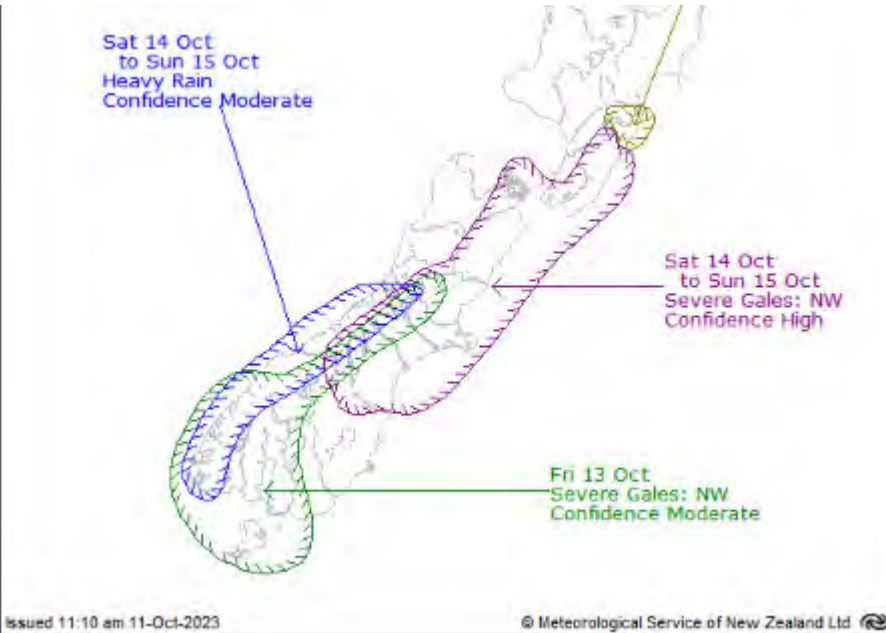 Sat 14 Oct
to Sun 15 Oct
Heavy Rain
Confidence Moderate
Sat 14 Oct
to Sun 15 Oct
Severe Gales: NW
Confidence High
Fri 13 Oct
Severe Gales: NW
Confidence Moderate
Issued 11:10 am 11-Oct-2023
© Meteorological Service of New Zealand Ltd